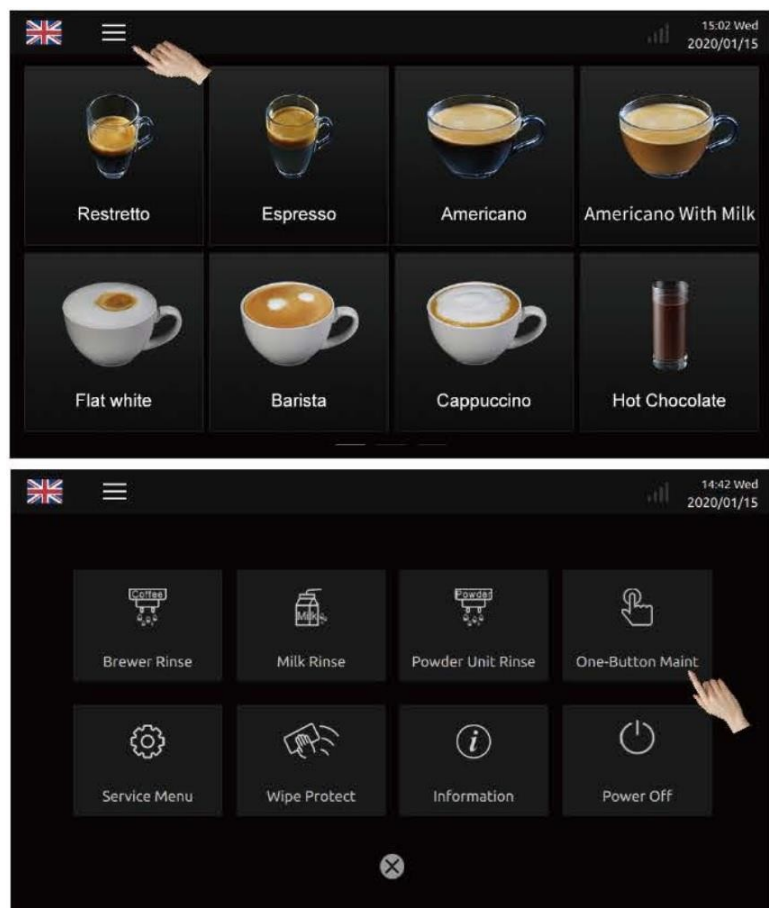 15:02 Wed
2020/01/15
Restretto
Espresso
Americano
Americano With Milk
Flat white
Barista
Cappuccino
Hot Chocolate
14:42 Wed
2020/01/15
Coffee
Milk
Powder
Brewer Rinse
Milk Rinse
Powder Unit Rinse
One-Button Maint
i
Service Menu
Wipe Protect
Information
Power Off